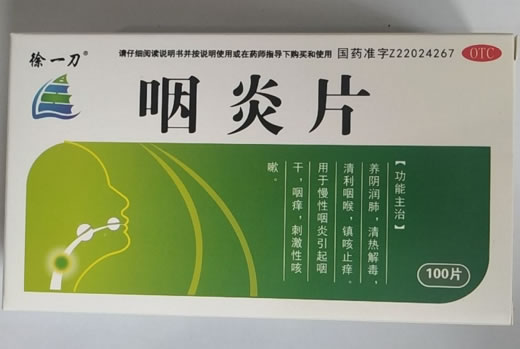 徐一刀®
请仔细阅读说明书并按说明使用或在药师指导下购买和使用
国药准字Z22024267
OTC
咽炎片
【功能主治】
养阴润肺，清热解毒，
清利咽喉，镇咳止痒。
用于慢性咽炎引起咽
干，咽痒，刺激性咳
嗽。
100片